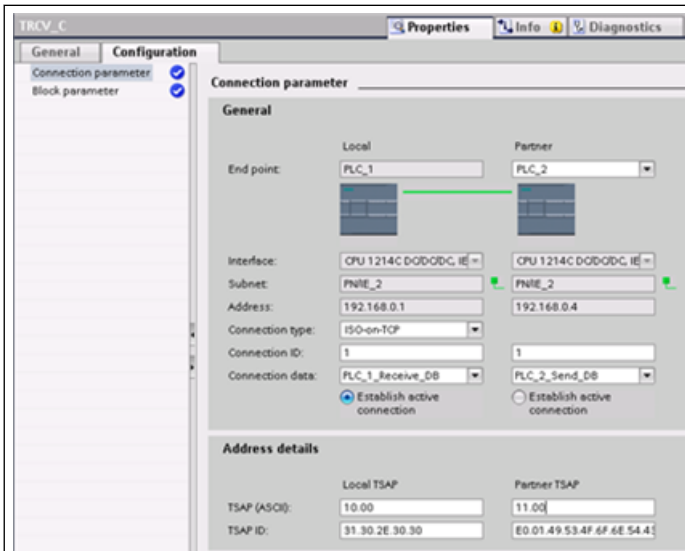 TRCV_C
Properties Info Diagnostics
General Configuration
Connection parameter
Block parameter
Connection parameter
General
Local Partner
End point: PLC_1 PLC_2
Interface: CPU 1214C DC/DC/DC, IE CPU 1214C DC/DC/DC, IE
Subnet: PN/IE_2 PN/IE_2
Address: 192.168.0.1 192.168.0.4
Connection type: ISO-on-TCP
Connection ID: 1 1
Connection data: PLC_1_Receive_DB PLC_2_Send_DB
Establish active Establish active
connection connection
Address details
Local TSAP Partner TSAP
TSAP (ASCII): 10.00 11.00
TSAP ID: 31.30.2E.30.30 E0.01.49.53.4F.6F.6E.54.43